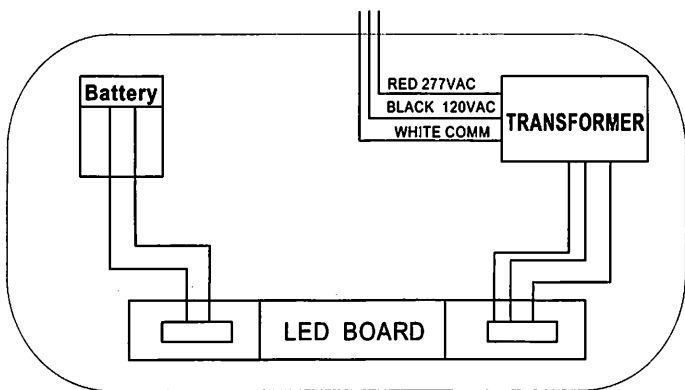 RED 277VAC
Battery
BLACK 120VAC
TRANSFORMER
WHITE COMM
LED BOARD